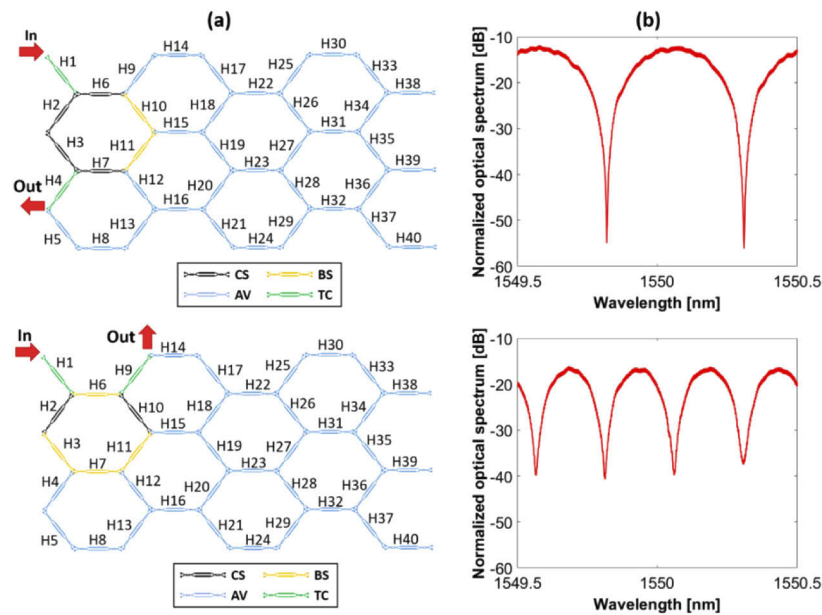 (a)
(b)
In
H1
H2
H3
H4
Out
H5
H6
H7
H8
H9
H10
H11
H12
H13
H14
H15
H16
H17
H18
H19
H20
H21
H22
H23
H24
H25
H26
H27
H28
H29
H30
H31
H32
H33
H34
H35
H36
H37
H38
H39
H40
CS BS
AV TC
Normalized optical spectrum [dB]
-10
-20
-30
-40
-50
-60
1549.5 1550 1550.5
Wavelength [nm]
In
Out
H1
H2
H3
H4
H5
H6
H7
H8
H9
H10
H11
H12
H13
H14
H15
H16
H17
H18
H19
H20
H21
H22
H23
H24
H25
H26
H27
H28
H29
H30
H31
H32
H33
H34
H35
H36
H37
H38
H39
H40
CS BS
AV TC
Normalized optical spectrum [dB]
-10
-20
-30
-40
-50
-60
1549.5 1550 1550.5
Wavelength [nm]